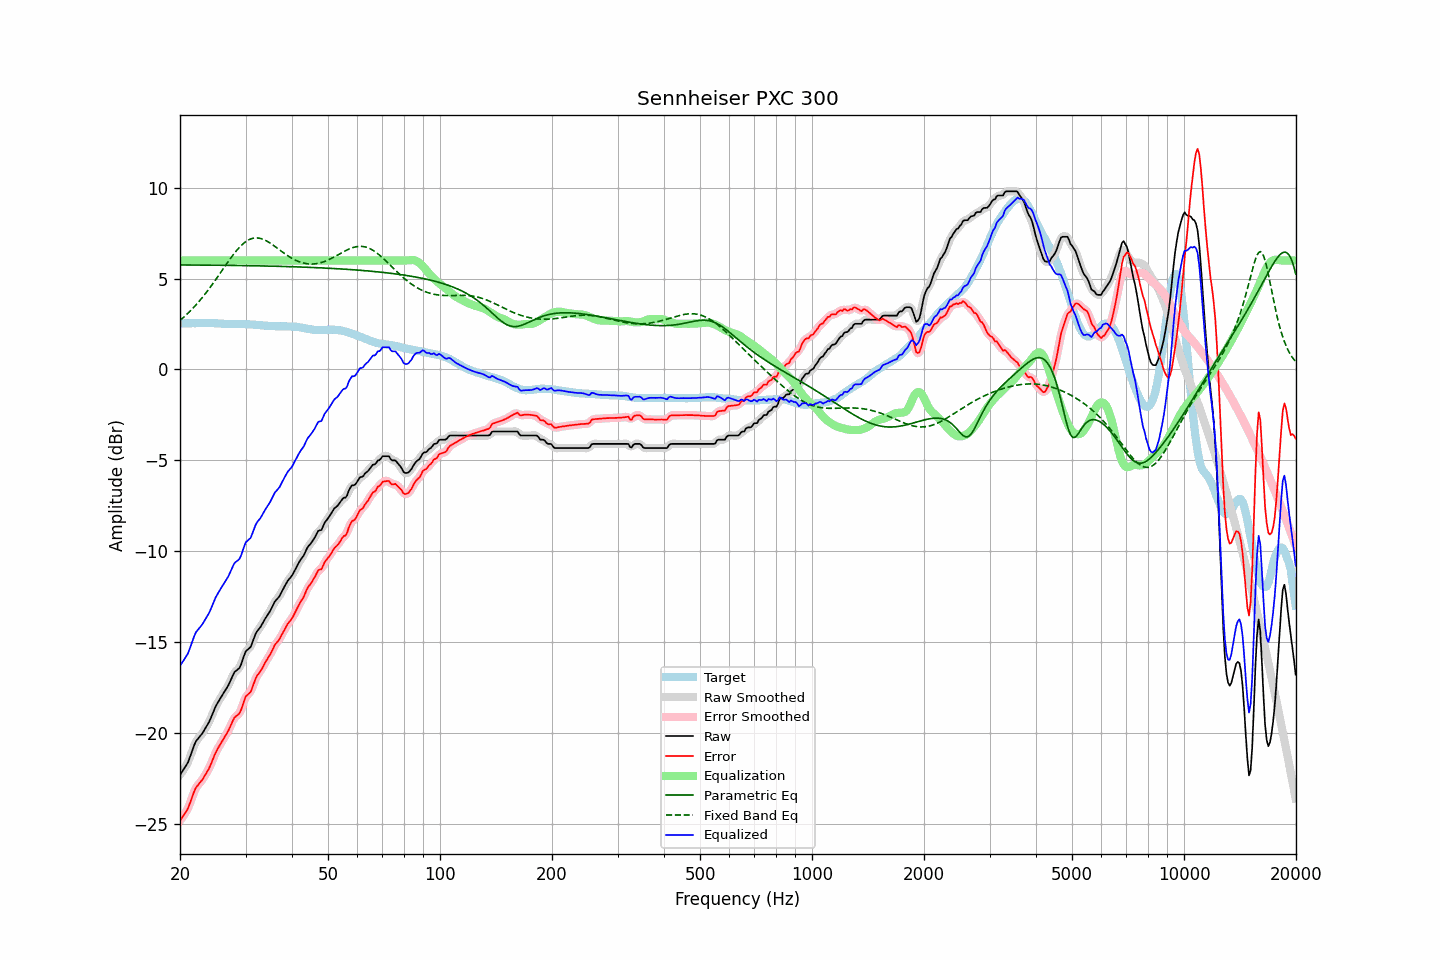 Sennheiser PXC 300
Amplitude (dBr)
10
5
0
−5
−10
−15
−20
−25
Target
Raw Smoothed
Error Smoothed
Raw
Error
Equalization
Parametric Eq
Fixed Band Eq
Equalized
20
50
100
200
500
1000
2000
5000
10000
20000
Frequency (Hz)